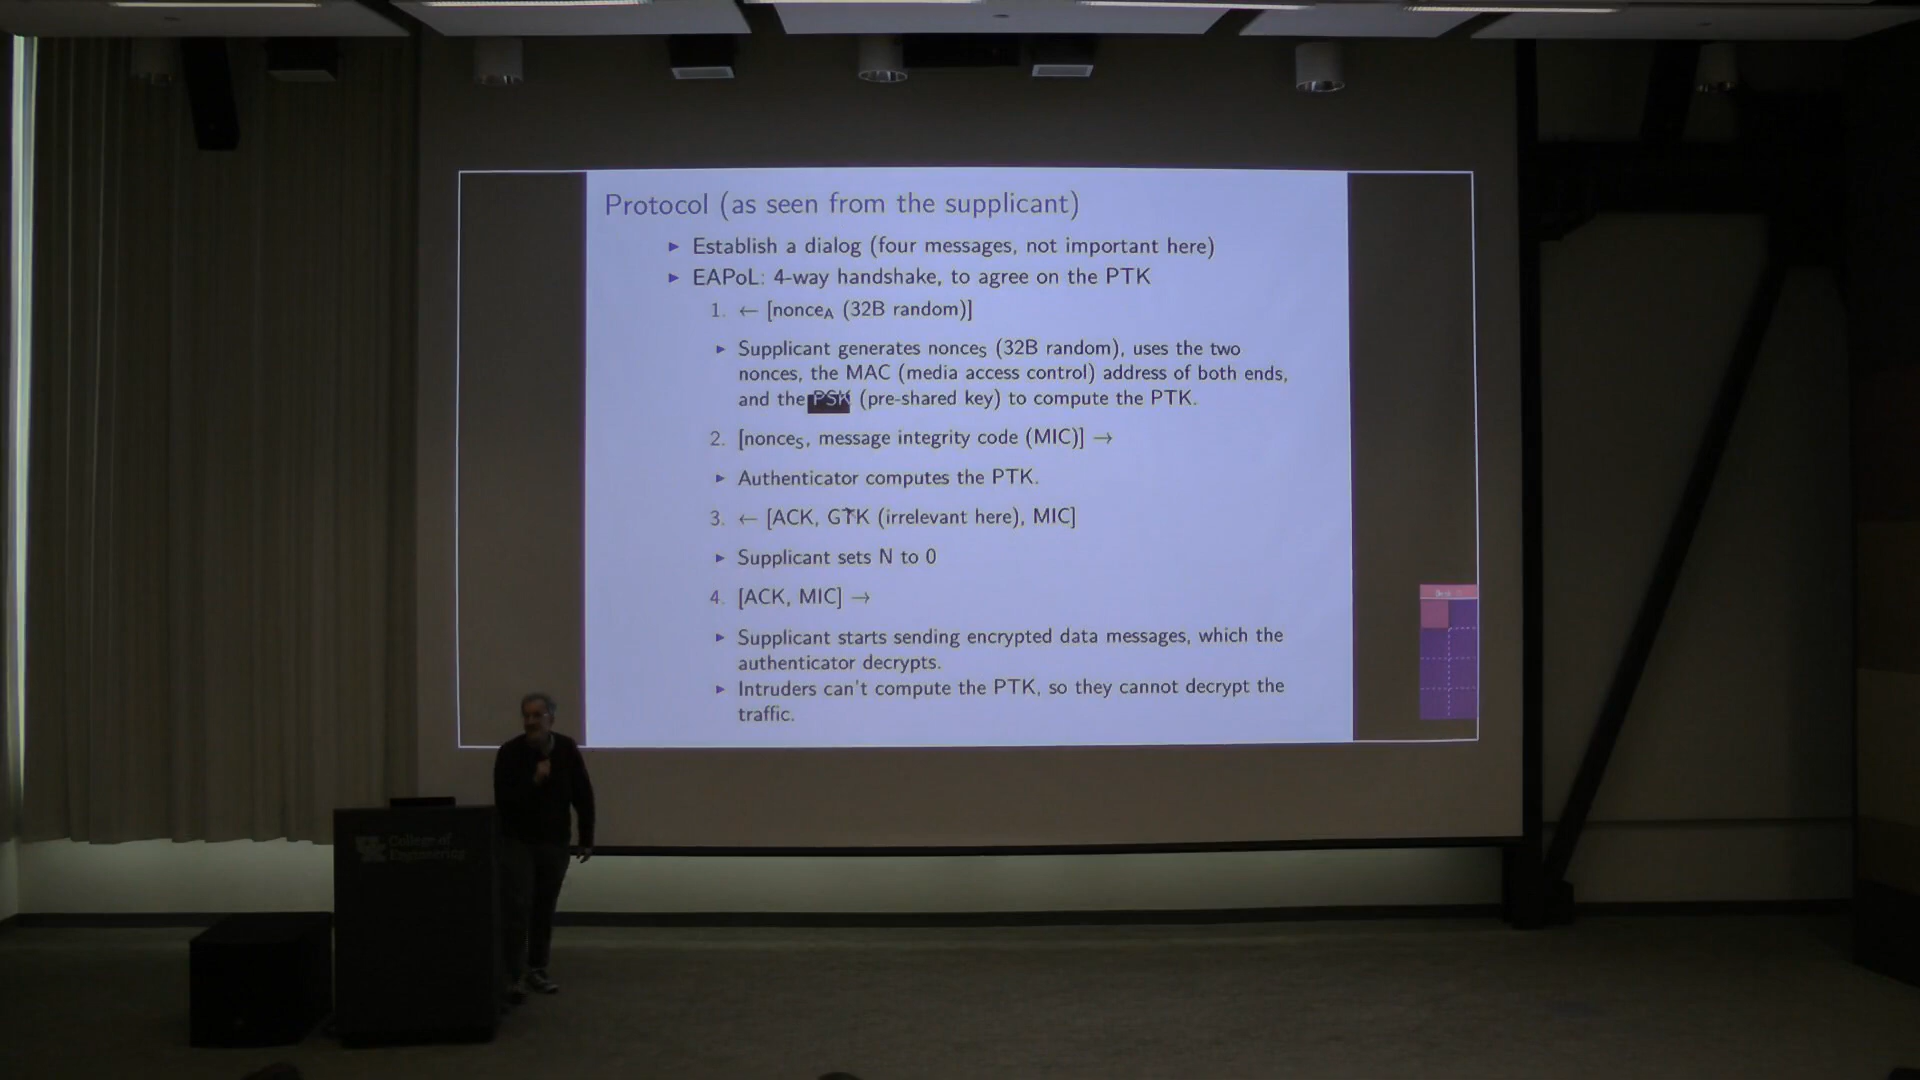 Protocol (as seen from the supplicant)
▸ Establish a dialog (four messages, not important here)
▸ EAPoL: 4-way handshake, to agree on the PTK
1. ← [nonce_A (32B random)]
▸ Supplicant generates nonce_S (32B random), uses the two
nonces, the MAC (media access control) address of both ends,
and the PSK (pre-shared key) to compute the PTK.
2. [nonce_S, message integrity code (MIC)] →
▸ Authenticator computes the PTK.
3. ← [ACK, GTK (irrelevant here), MIC]
▸ Supplicant sets N to 0
4. [ACK, MIC] →
▸ Supplicant starts sending encrypted data messages, which the
authenticator decrypts.
▸ Intruders can't compute the PTK, so they cannot decrypt the
traffic.
UK College of
Engineering